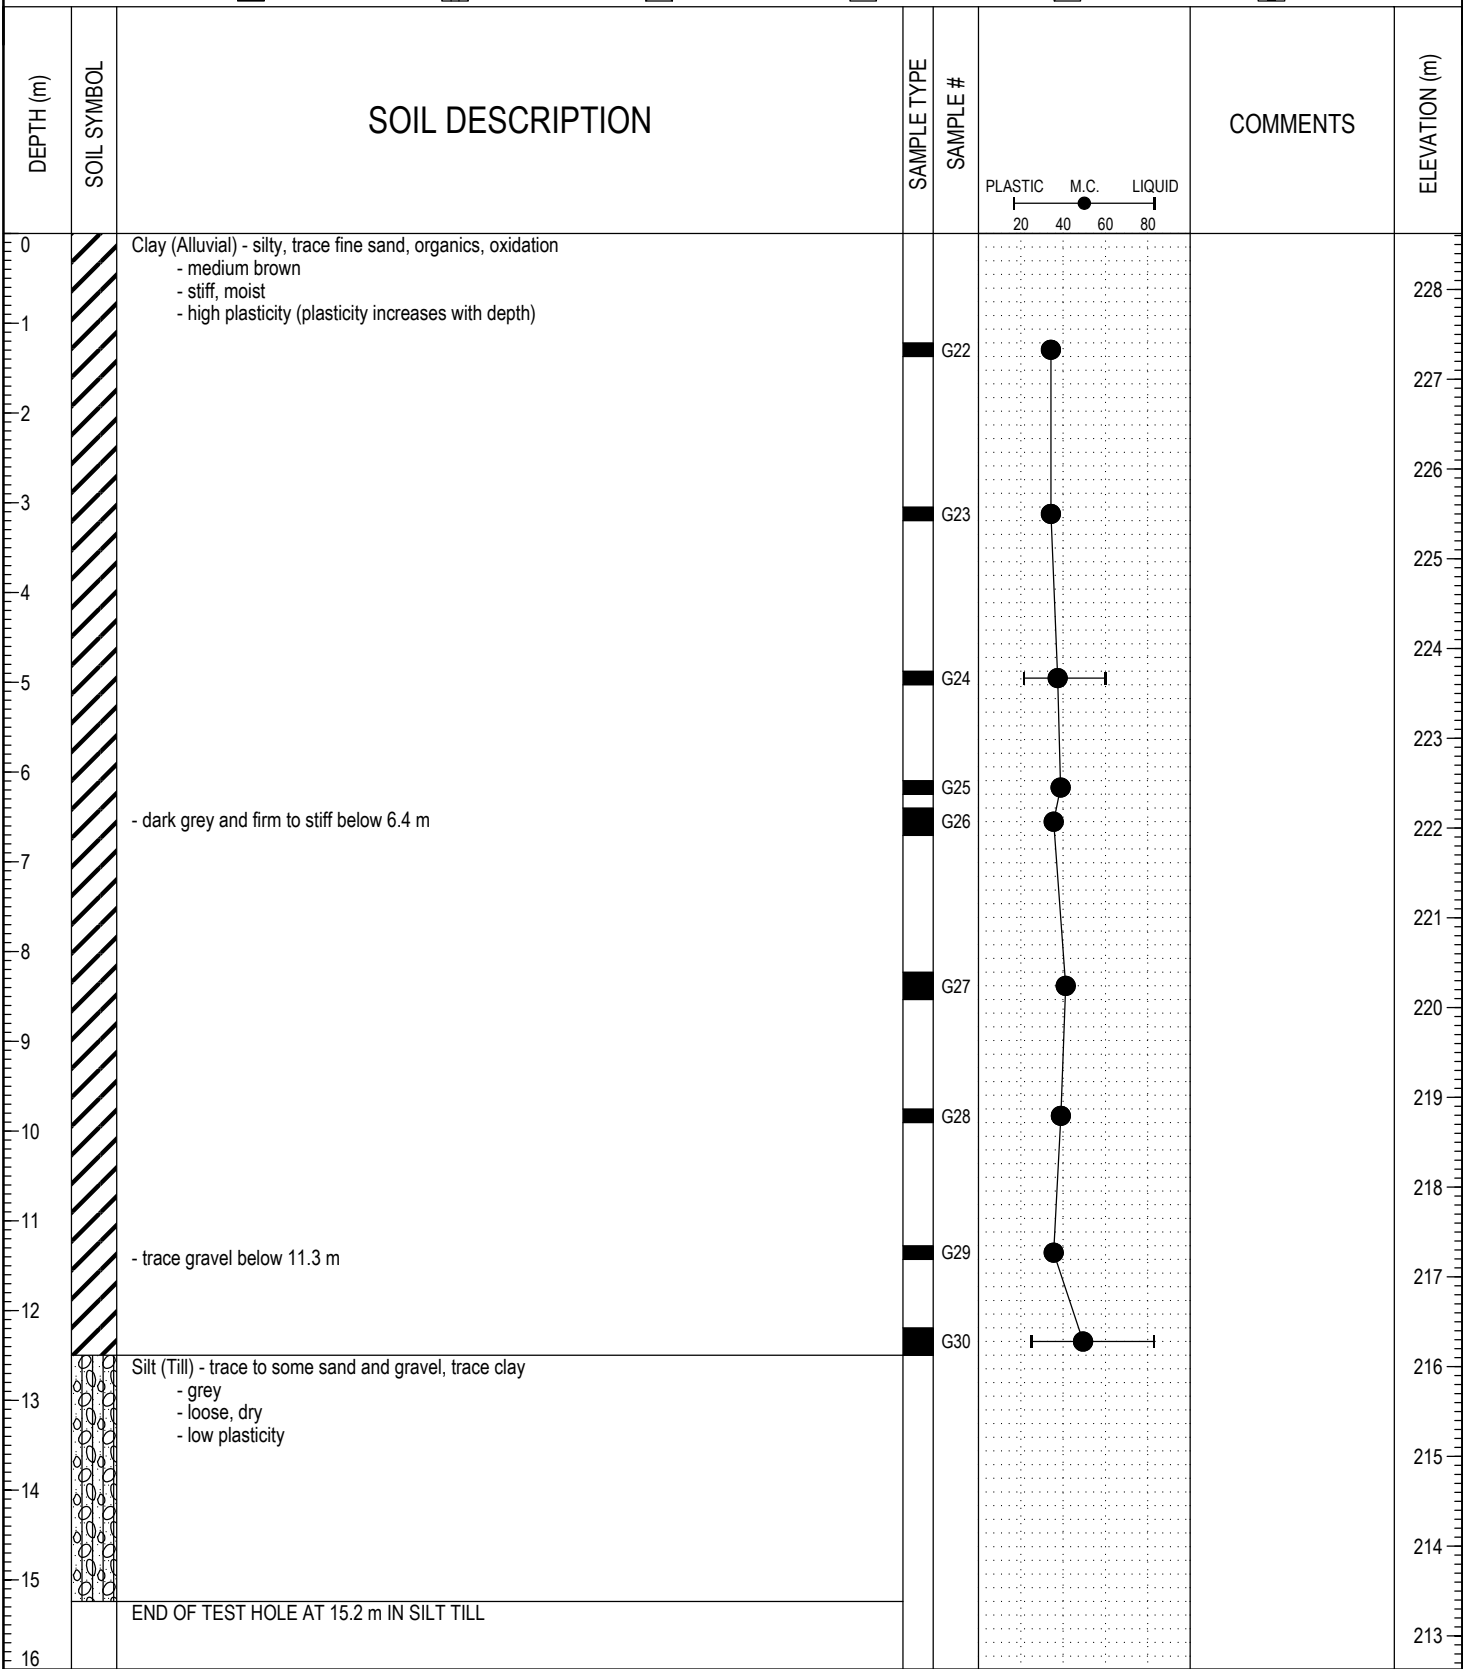 DEPTH (m)
SOIL SYMBOL
SOIL DESCRIPTION
SAMPLE TYPE
SAMPLE #
PLASTIC M.C. LIQUID
20 40 60 80
COMMENTS
ELEVATION (m)
0
Clay (Alluvial) - silty, trace fine sand, organics, oxidation
- medium brown
- stiff, moist
228
- high plasticity (plasticity increases with depth)
1
G22
227
2
226
3
G23
225
4
224
5
G24
223
6
G25
- dark grey and firm to stiff below 6.4 m
G26
222
7
221
8
G27
220
9
219
G28
10
218
11
G29
- trace gravel below 11.3 m
217
12
G30
216
Silt (Till) - trace to some sand and gravel, trace clay
- grey
13
- loose, dry
- low plasticity
215
14
214
15
END OF TEST HOLE AT 15.2 m IN SILT TILL
213
16